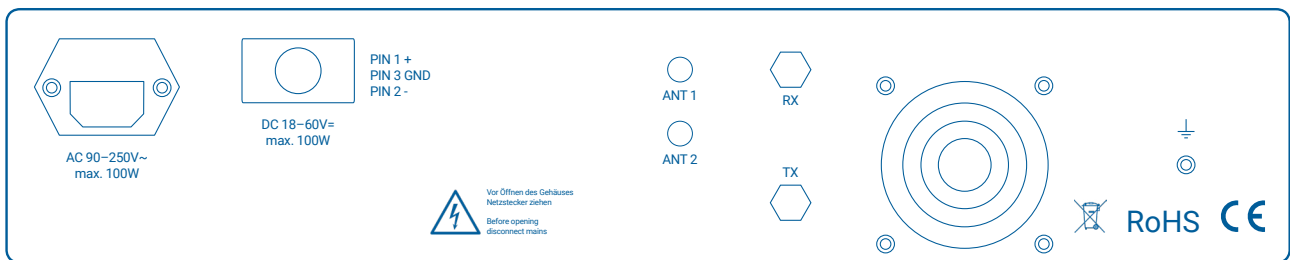 AC 90–250V~
max. 100W
DC 18–60V=
max. 100W
PIN 1 +
PIN 3 GND
PIN 2 -
Vor Öffnen des Gehäuses
Netzstecker ziehen
Before opening
disconnect mains
ANT 1
ANT 2
RX
TX
RoHS CE